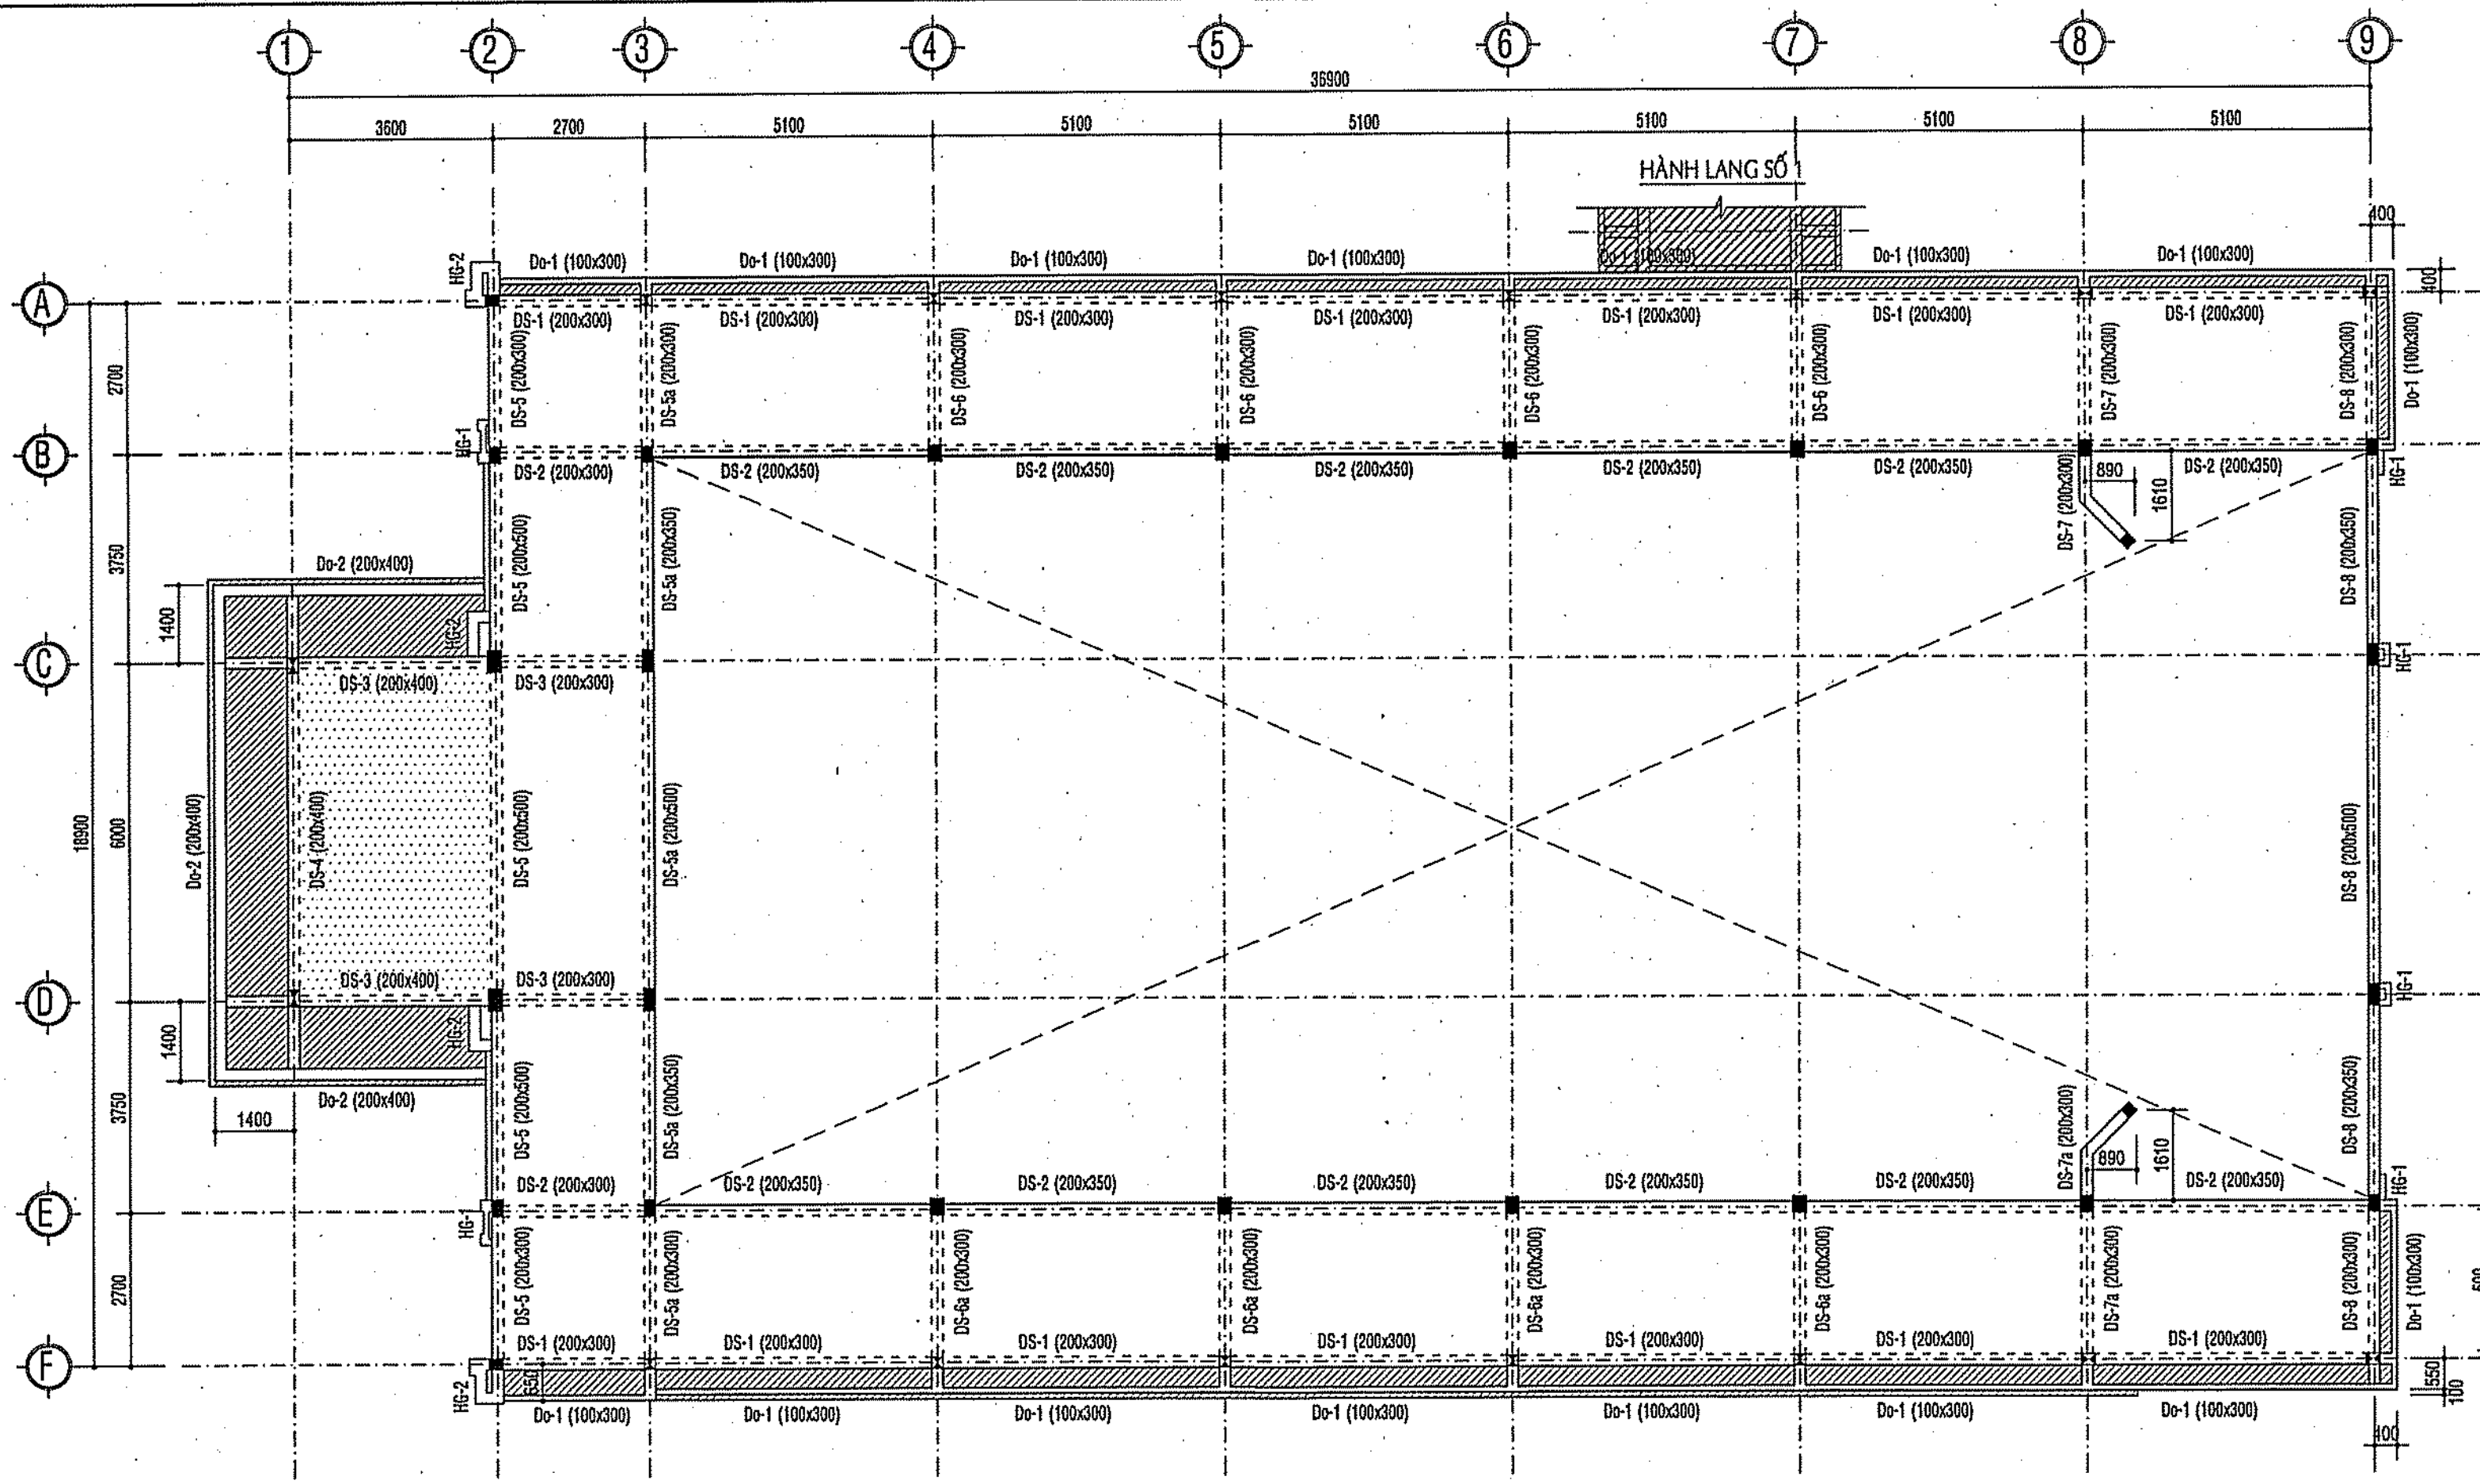 1 2 3 4 5 6 7 8 9
36900
3600 2700 5100 5100 5100 5100 5100 5100
HÀNH LANG SỐ 1
400
HG-2 Do-1 (100x300) Do-1 (100x300) Do-1 (100x300) Do-1 (100x300) Do-1 (100x300) Do-1 (100x300) Do-1 (100x300)
400
A
DS-1 (200x300) DS-1 (200x300) DS-1 (200x300) DS-1 (200x300) DS-1 (200x300) DS-1 (200x300) DS-1 (200x300)
2700 DS-5 (200x300) DS-5a (200x300) DS-6 (200x300) DS-6 (200x300) DS-6 (200x300) DS-6 (200x300) DS-7 (200x300) DS-8 (200x300) Do-1 (100x300)
B HG-1
DS-2 (200x300) DS-2 (200x350) DS-2 (200x350) DS-2 (200x350) DS-2 (200x350) DS-2 (200x350) 890 DS-2 (200x350) HG-1
3750 DS-5 (200x500) DS-5a (200x350) DS-7 (200x300) 1610 DS-8 (200x350)
Do-2 (200x400)
1400 HG-2
C HG-1
DS-3 (200x400) DS-3 (200x300)
18900 6000 Do-2 (200x400) DS-4 (200x400) DS-5 (200x500) DS-5a (200x500) DS-8 (200x500)
DS-3 (200x400) DS-3 (200x300)
D HG-1
1400 HG-2
Do-2 (200x400)
3750 1400 DS-5 (200x500) DS-5a (200x350) DS-7a (200x300) 890 1610 DS-8 (200x350)
DS-2 (200x300) DS-2 (200x350) DS-2 (200x350) DS-2 (200x350) DS-2 (200x350) DS-2 (200x350) DS-2 (200x350) HG-1
E HG-1
2700 DS-5 (200x300) DS-5a (200x300) DS-6a (200x300) DS-6a (200x300) DS-6a (200x300) DS-6a (200x300) DS-7a (200x300) DS-8 (200x300) Do-1 (100x300)
DS-1 (200x300) DS-1 (200x300) DS-1 (200x300) DS-1 (200x300) DS-1 (200x300) DS-1 (200x300) DS-1 (200x300)
F
HG-2 650 550 100
Do-1 (100x300) Do-1 (100x300) Do-1 (100x300) Do-1 (100x300) Do-1 (100x300) Do-1 (100x300) Do-1 (100x300)
400